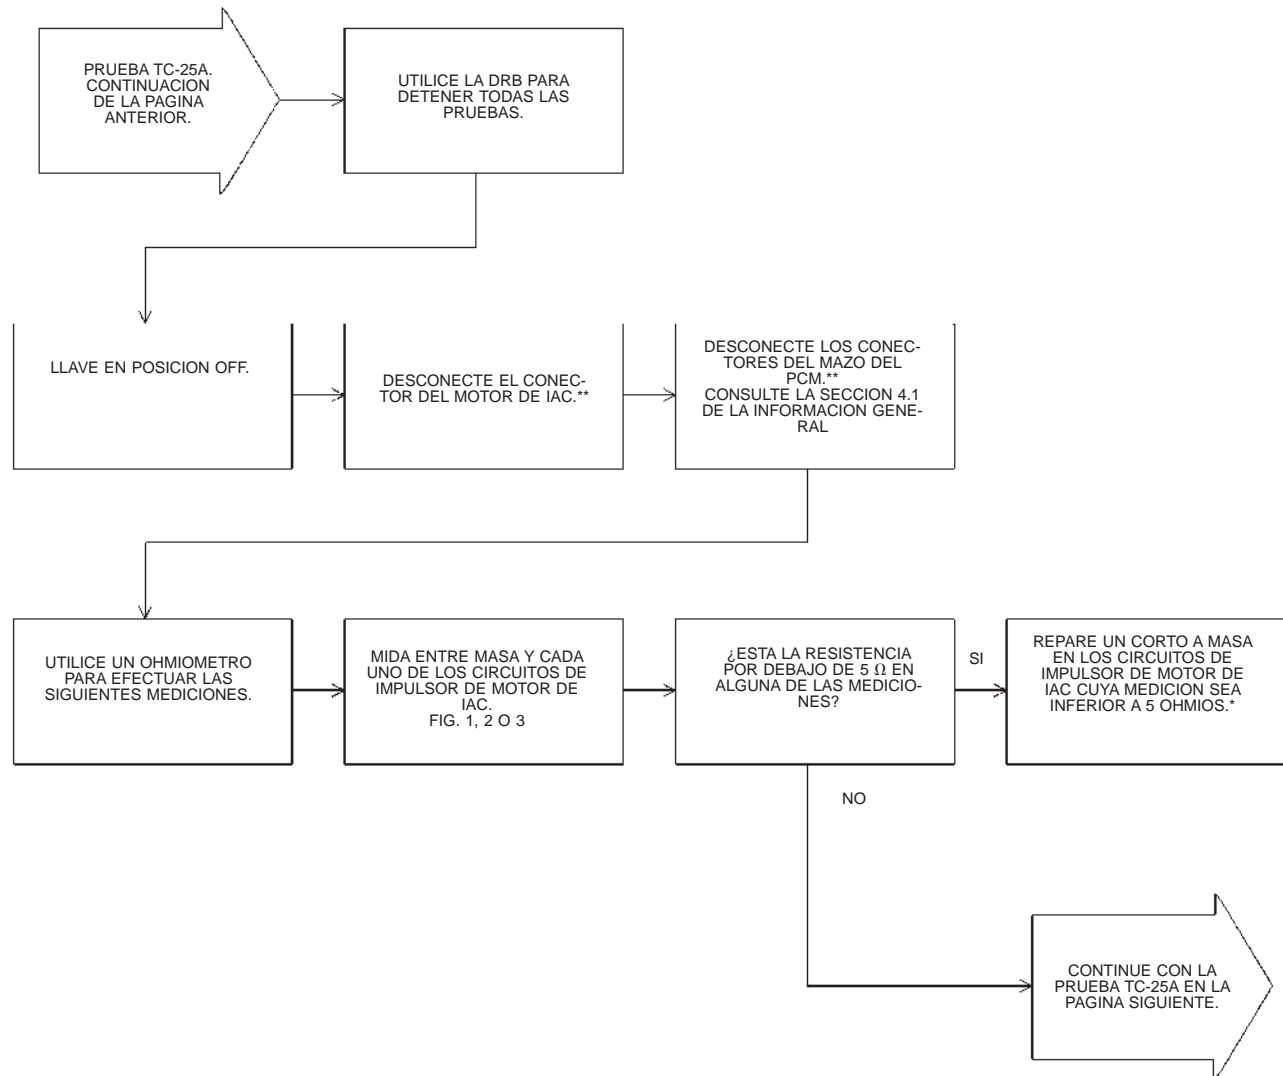 PRUEBA TC-25A.
CONTINUACION
DE LA PAGINA
ANTERIOR.
UTILICE LA DRB PARA
DETENER TODAS LAS
PRUEBAS.
LLAVE EN POSICION OFF.
DESCONECTE EL CONEC-
TOR DEL MOTOR DE IAC.**
DESCONECTE LOS CONEC-
TORES DEL MAZO DEL
PCM.**
CONSULTE LA SECCION 4.1
DE LA INFORMACION GENE-
RAL
UTILICE UN OHMIOMETRO
PARA EFECTUAR LAS
SIGUIENTES MEDICIONES.
MIDA ENTRE MASA Y CADA
UNO DE LOS CIRCUITOS DE
IMPULSOR DE MOTOR DE
IAC.
FIG. 1, 2 O 3
¿ESTA LA RESISTENCIA
POR DEBAJO DE 5 Ω EN
ALGUNA DE LAS MEDICIO-
NES?
SI
REPARE UN CORTO A MASA
EN LOS CIRCUITOS DE
IMPULSOR DE MOTOR DE
IAC CUYA MEDICION SEA
INFERIOR A 5 OHMIOS.*
NO
CONTINUE CON LA
PRUEBA TC-25A EN LA
PAGINA SIGUIENTE.